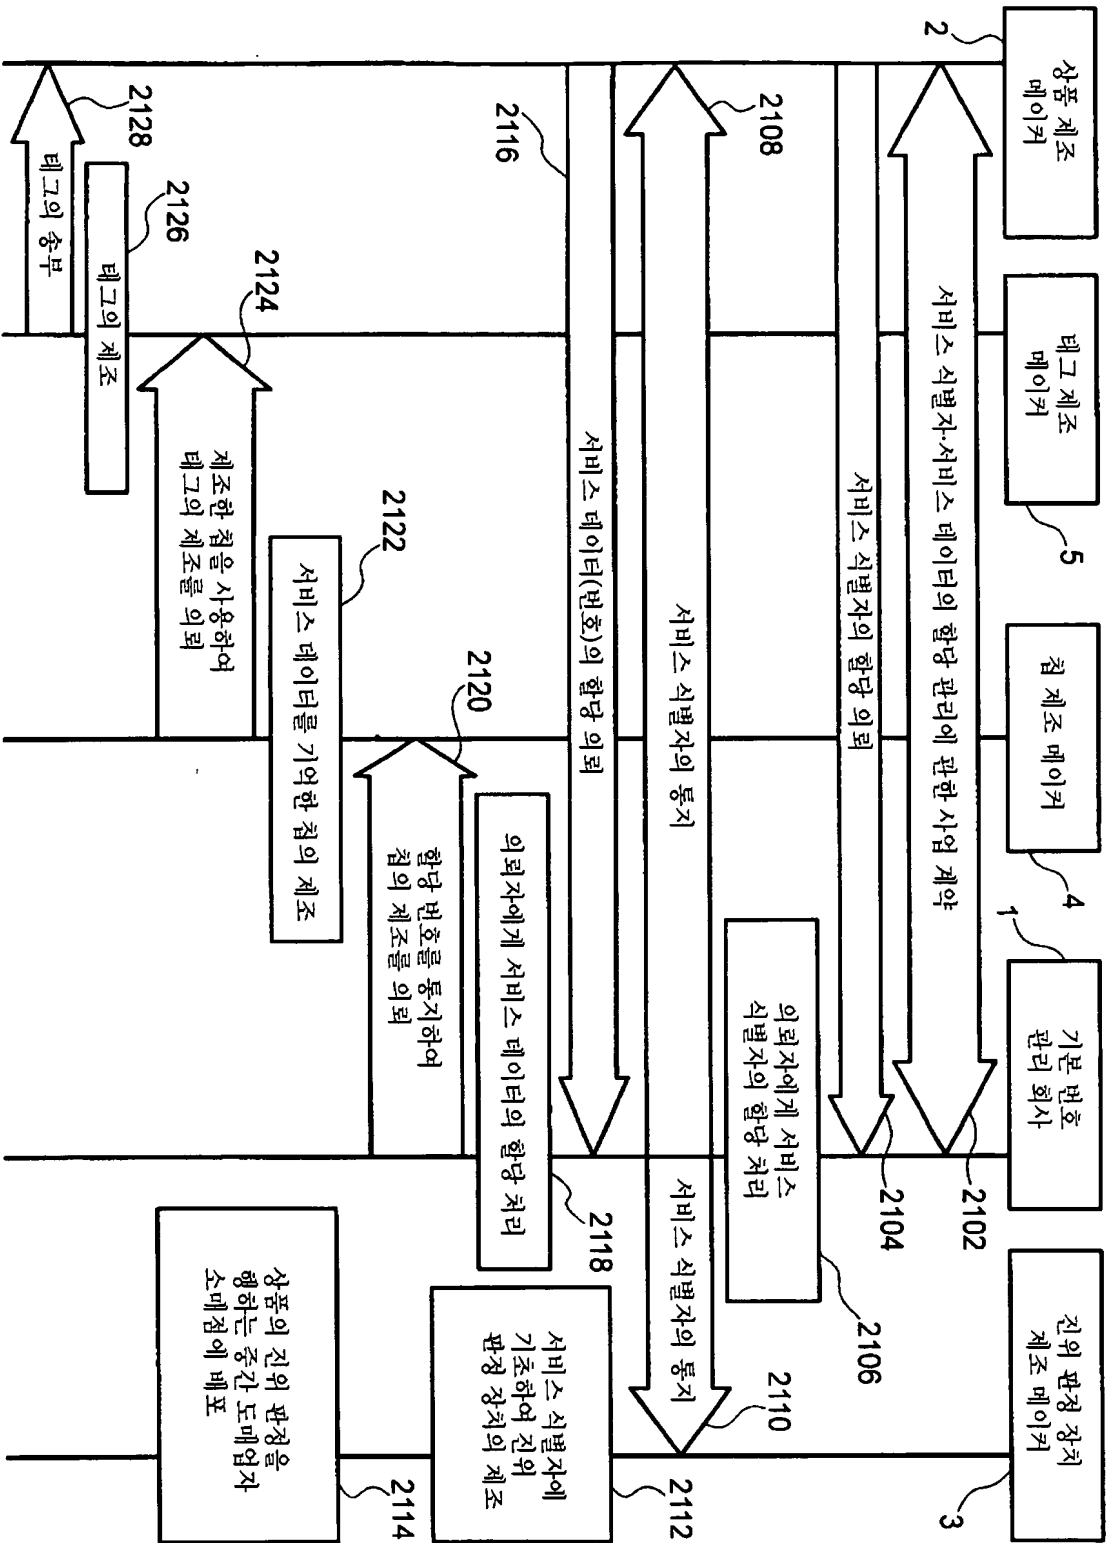 상품 제조
메이커
2
태그 제조
메이커
5
칩 제조 메이커
4
기본 번호
관리 회사
1
진위 판정 장치
제조 메이커
3
서비스 식별자·서비스 데이터의 할당 관리에 관한 사업 계약
2102
서비스 식별자의 할당 의뢰
2104
의뢰자에게 서비스
식별자의 할당 처리
2106
서비스 식별자의 통지
2108
서비스 식별자의 통지
2110
서비스 식별자에
기초하여 진위
판정 장치의 제조
2112
상품의 진위 판정을
행하는 중간 도매업자
소매점에 배포
2114
서비스 데이터(번호)의 할당 의뢰
2116
의뢰자에게 서비스 데이터의 할당 처리
2118
할당 번호를 통지하여
칩의 제조를 의뢰
2120
서비스 데이터를 기억한 칩의 제조
2122
제조한 칩을 사용하여
태그의 제조를 의뢰
2124
태그의 제조
2126
태그의 송부
2128